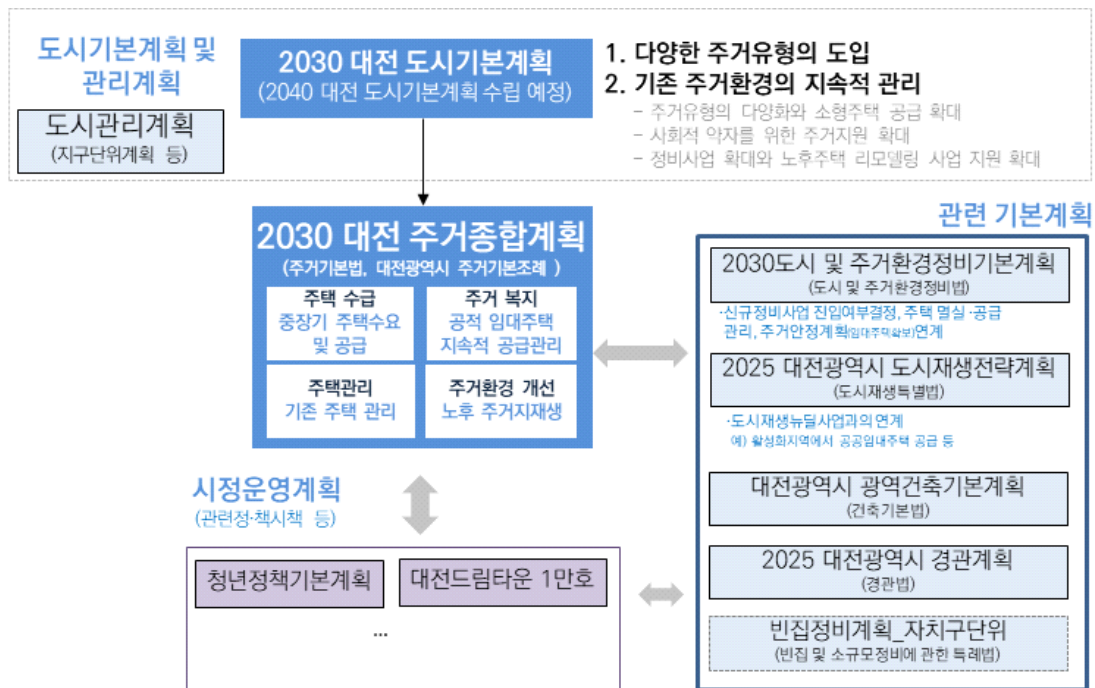 도시기본계획 및
관리계획
도시관리계획
(지구단위계획 등)
2030 대전 도시기본계획
(2040 대전 도시기본계획 수립 예정)
1. 다양한 주거유형의 도입
2. 기존 주거환경의 지속적 관리
- 주거유형의 다양화와 소형주택 공급 확대
- 사회적 약자를 위한 주거지원 확대
- 정비사업 확대와 노후주택 리모델링 사업 지원 확대
2030 대전 주거종합계획
(주거기본법, 대전광역시 주거기본조례 )
주택 수급
중장기 주택수요
및 공급
주거 복지
공적 임대주택
지속적 공급관리
주택관리
기존 주택 관리
주거환경 개선
노후 주거지재생
관련 기본계획
2030도시 및 주거환경정비기본계획
(도시 및 주거환경정비법)
·신규정비사업 진입여부결정, 주택 멸실·공급
관리, 주거안정계획(임대주택확보)연계
2025 대전광역시 도시재생전략계획
(도시재생특별법)
·도시재생뉴딜사업과의 연계
예) 활성화지역에서 공공임대주택 공급 등
대전광역시 광역건축기본계획
(건축기본법)
2025 대전광역시 경관계획
(경관법)
빈집정비계획_자치구단위
(빈집 및 소규모정비에 관한 특례법)
시정운영계획
(관련정·책시책 등)
청년정책기본계획
대전드림타운 1만호
...